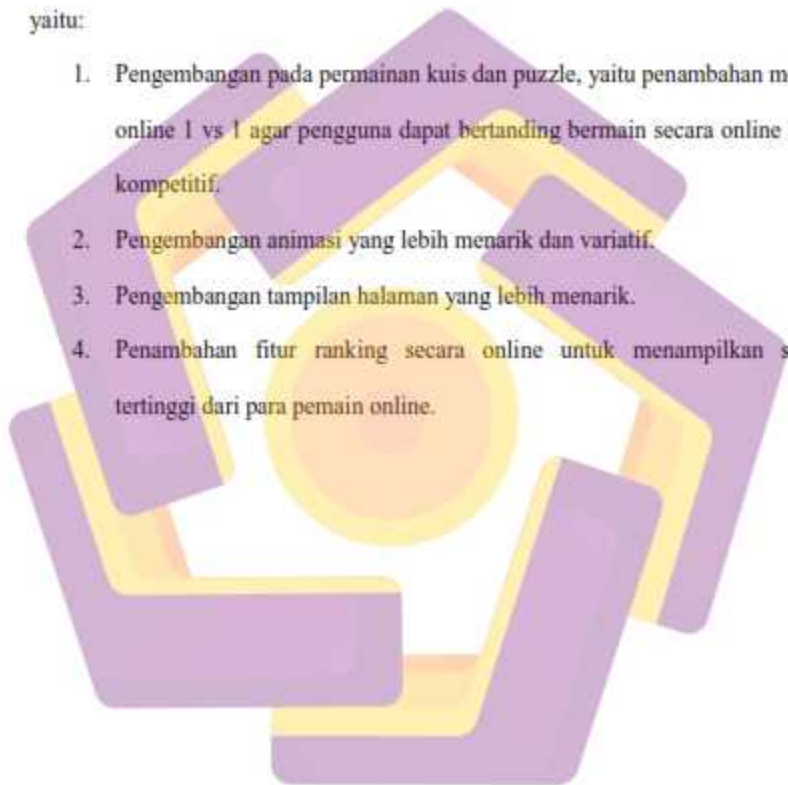 yaitu:
1. Pengembangan pada permainan kuis dan puzzle, yaitu penambahan
online 1 vs 1 agar pengguna dapat bertanding bermain secara online
kompetitif.
2. Pengembangan animasi yang lebih menarik dan variatif.
3. Pengembangan tampilan halaman yang lebih menarik.
4. Penambahan fitur ranking secara online untuk menampilkan
tertinggi dari para pemain online.